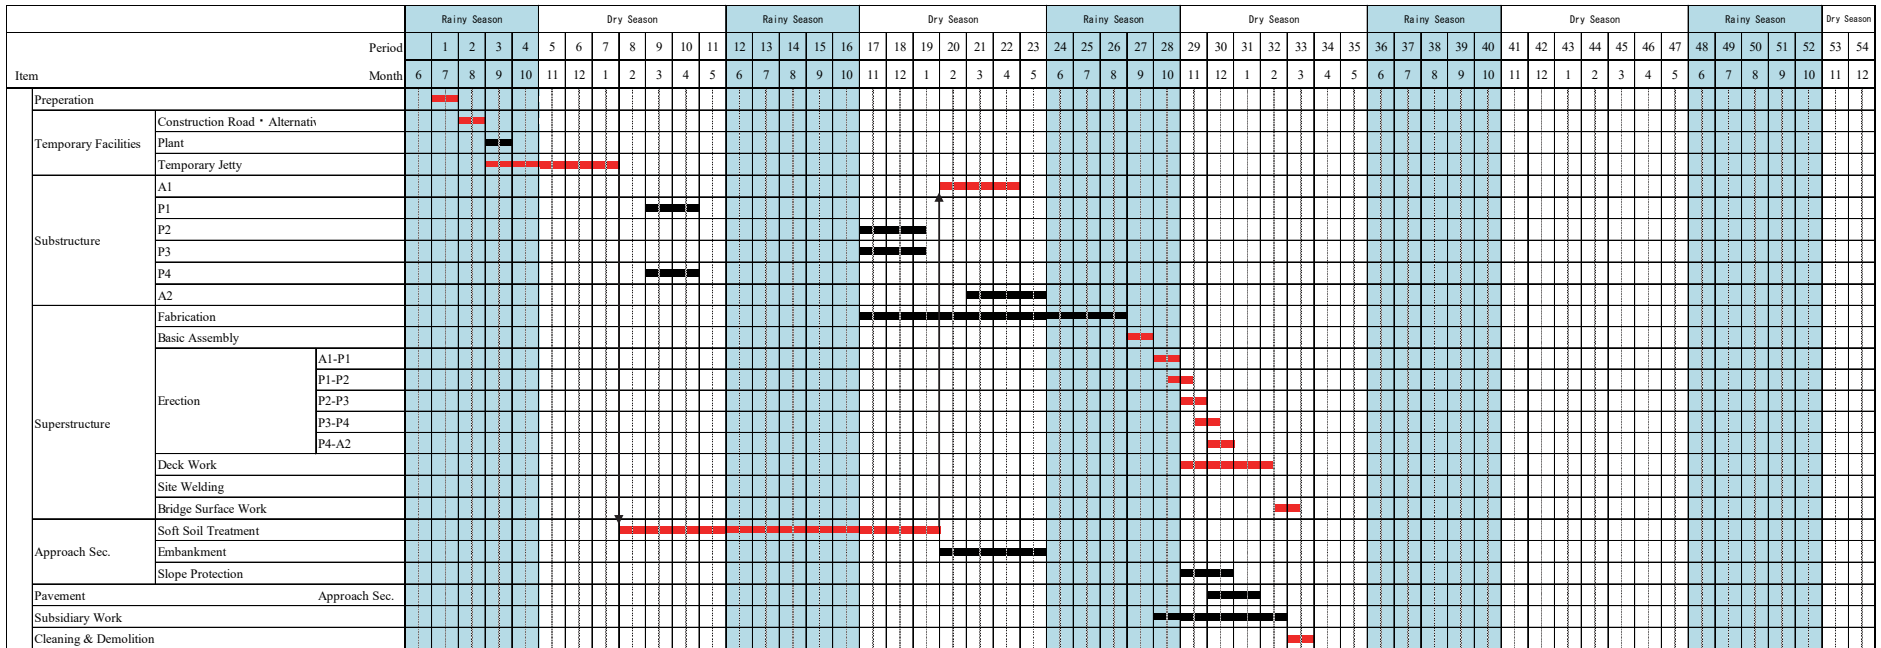 Rainy Season Dry Season Rainy Season Dry Season Rainy Season Dry Season Rainy Season Dry Season Rainy Season Dry Season
Period 1 2 3 4 5 6 7 8 9 10 11 12 13 14 15 16 17 18 19 20 21 22 23 24 25 26 27 28 29 30 31 32 33 34 35 36 37 38 39 40 41 42 43 44 45 46 47 48 49 50 51 52 53 54
Item Month 6 7 8 9 10 11 12 1 2 3 4 5 6 7 8 9 10 11 12 1 2 3 4 5 6 7 8 9 10 11 12 1 2 3 4 5 6 7 8 9 10 11 12 1 2 3 4 5 6 7 8 9 10 11 12
Preperation
Temporary Facilities
Construction Road・Alternativ
Plant
Temporary Jetty
Substructure
A1
P1
P2
P3
P4
A2
Superstructure
Fabrication
Basic Assembly
Erection
A1-P1
P1-P2
P2-P3
P3-P4
P4-A2
Deck Work
Site Welding
Bridge Surface Work
Approach Sec.
Soft Soil Treatment
Embankment
Slope Protection
Pavement Approach Sec.
Subsidiary Work
Cleaning & Demolition